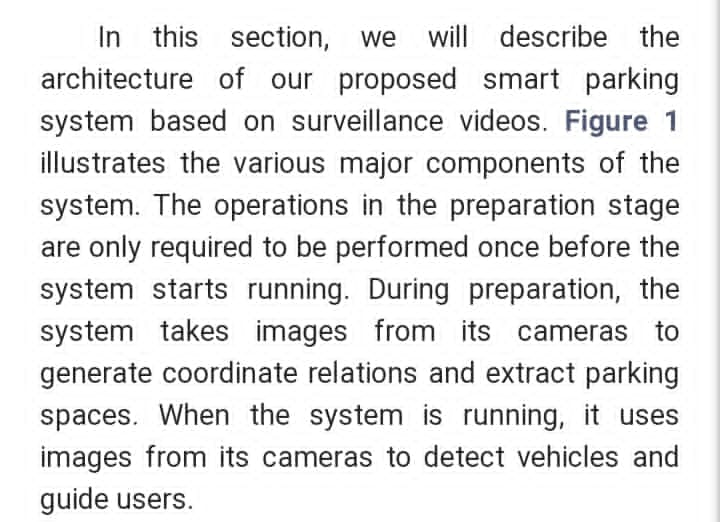 In this section, we will describe the
architecture of our proposed smart parking
system based on surveillance videos. Figure 1
illustrates the various major components of the
system. The operations in the preparation stage
are only required to be performed once before the
system starts running. During preparation, the
system takes images from its cameras to
generate coordinate relations and extract parking
spaces. When the system is running, it uses
images from its cameras to detect vehicles and
guide users.